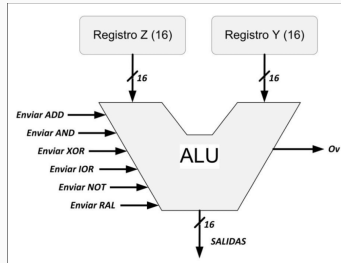 Registro Z (16)
Registro Y (16)
16
16
Enviar ADD
Enviar AND
Enviar XOR
Enviar IOR
Enviar NOT
Enviar RAL
ALU
Ov
16
SALIDAS